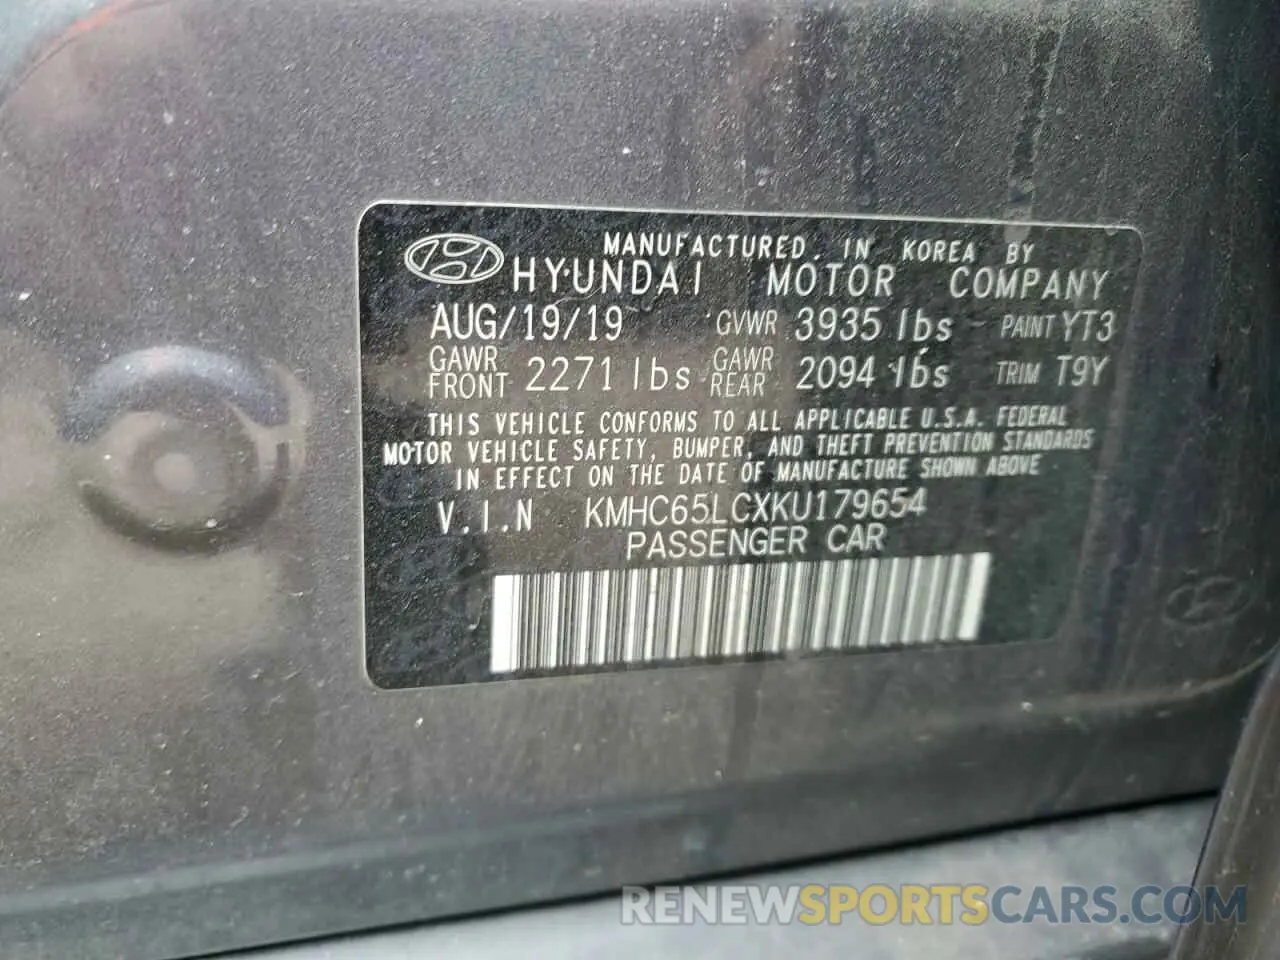 MANUFACTURED. IN KOREA BY
HYUNDAI MOTOR COMPANY
AUG/19/19 GVWR 3935 lbs PAINT YT3
GAWR FRONT 2271 lbs GAWR REAR 2094 lbs TRIM T9Y
THIS VEHICLE CONFORMS TO ALL APPLICABLE U.S.A. FEDERAL
MOTOR VEHICLE SAFETY, BUMPER, AND THEFT PREVENTION STANDARDS
IN EFFECT ON THE DATE OF MANUFACTURE SHOWN ABOVE
V.I.N KMHC65LCXKU179654
PASSENGER CAR
RENEWSPORTSCARS.COM